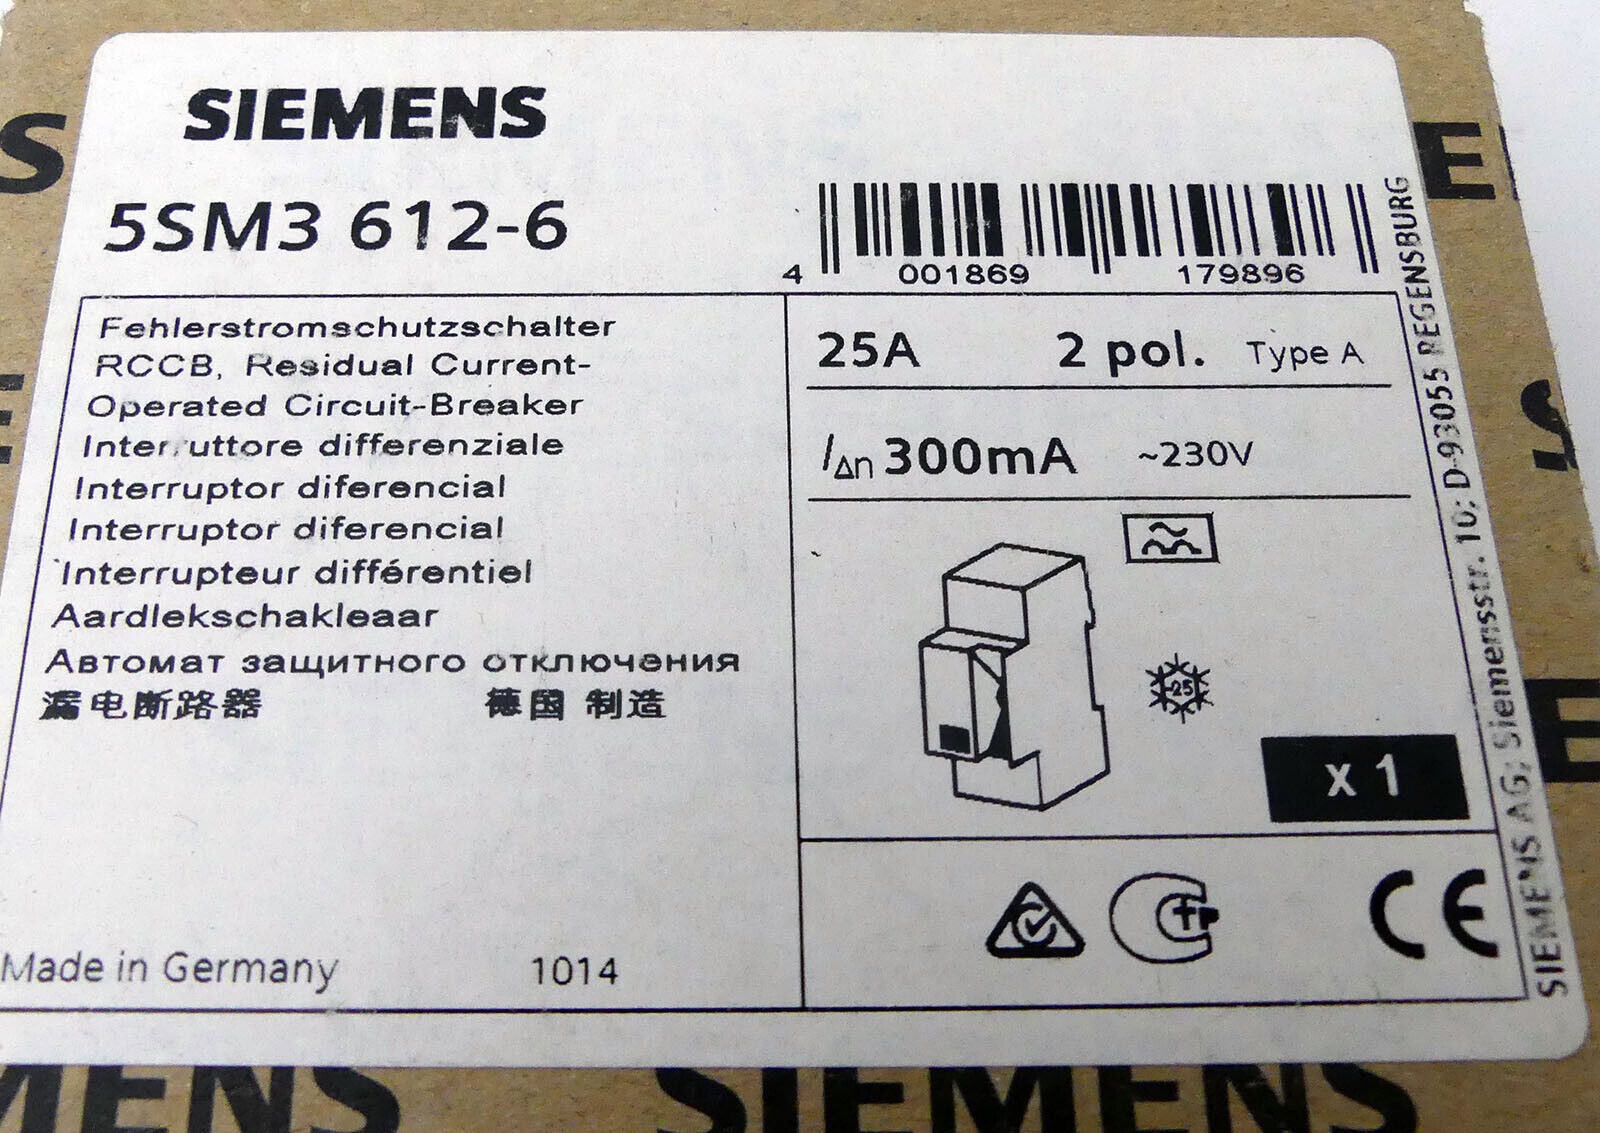 SIEMENS
5SM3 612-6
4 001869 179896
Fehlerstromschutzschalter
RCCB, Residual Current-
Operated Circuit-Breaker
Interruttore differenziale
Interruptor diferencial
Interruptor diferencial
Interrupteur différentiel
Aardlekschakleaar
Автомат защитного отключения
漏电断路器 德国 制造
Made in Germany 1014
25A 2 pol. Type A
I∆n 300mA ~230V
-25
x 1
CE
SIEMENS AG; Siemensstr. 10; D-93055 REGENSBURG
S
E
E
S
E
MENS
SIEMENS